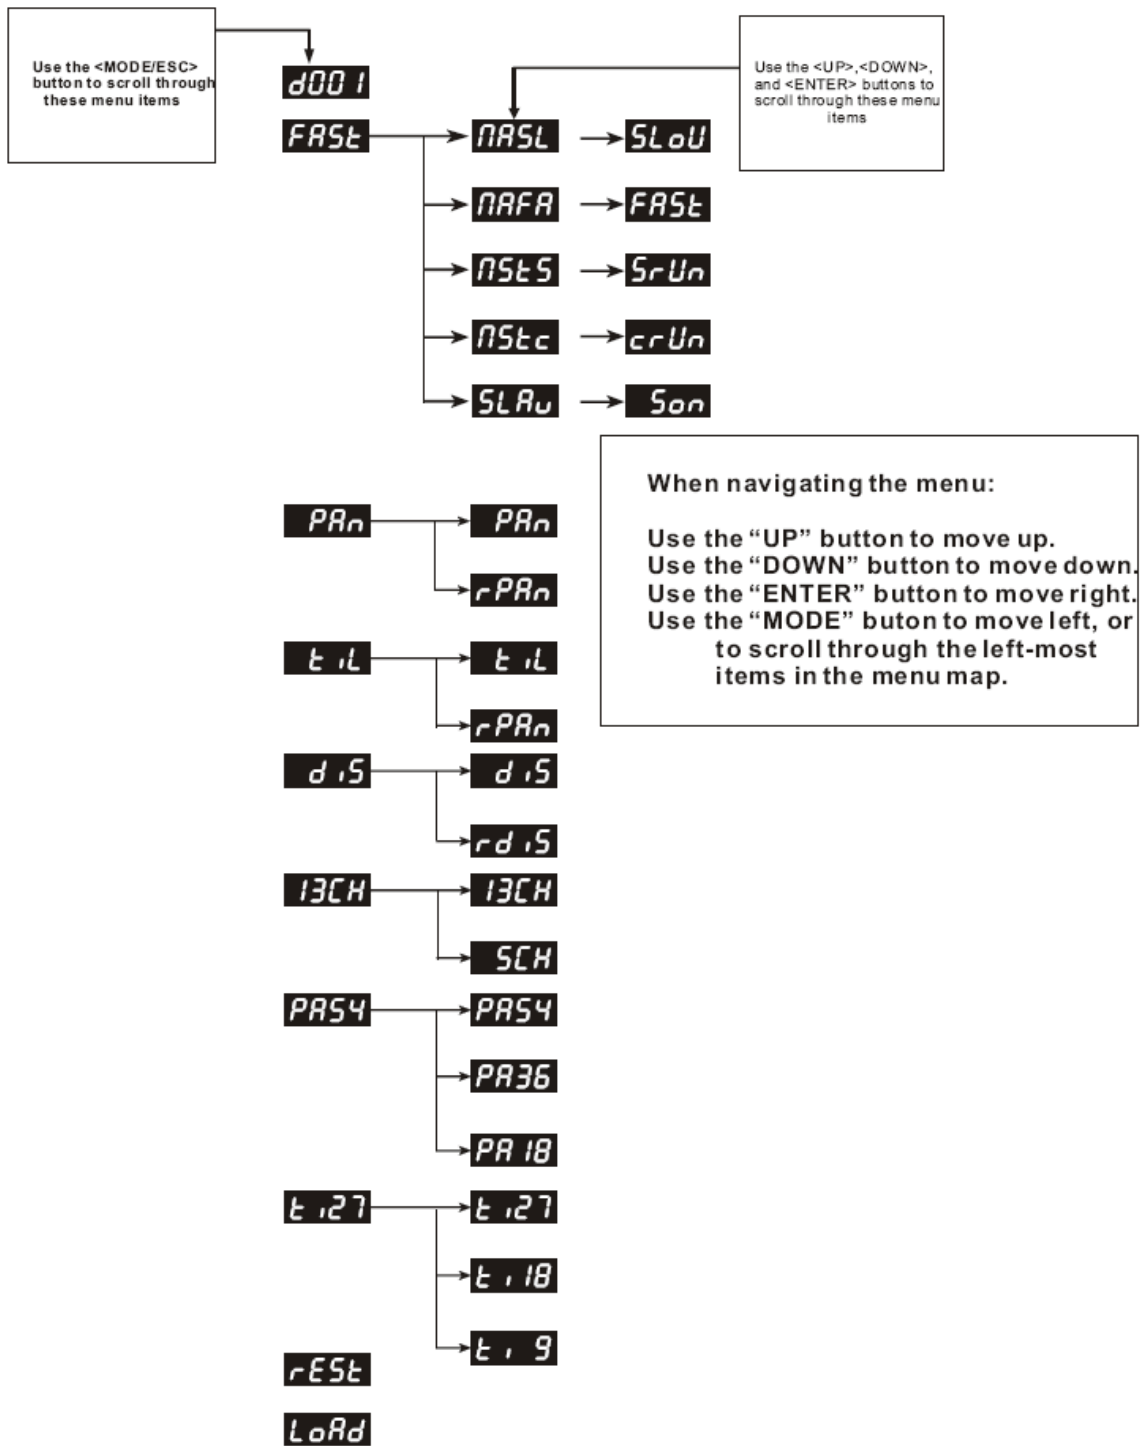 Use the <MODE/ESC>
button to scroll through
these menu items
d001
Use the <UP>,<DOWN>,
and <ENTER> buttons to
scroll through these menu
items
FASt
MASL
SLoU
MAFA
FASt
MStS
SrUn
MStc
crUn
SLAv
Son
When navigating the menu:
Use the “UP” button to move up.
Use the “DOWN” button to move down.
Use the “ENTER” button to move right.
Use the “MODE” buton to move left, or
to scroll through the left-most
items in the menu map.
PAn
PAn
rPAn
tiL
tiL
rPAn
diS
diS
rdiS
13CH
13CH
5CH
PA54
PA54
PA36
PA18
ti27
ti27
ti18
ti 9
rESt
LoAd